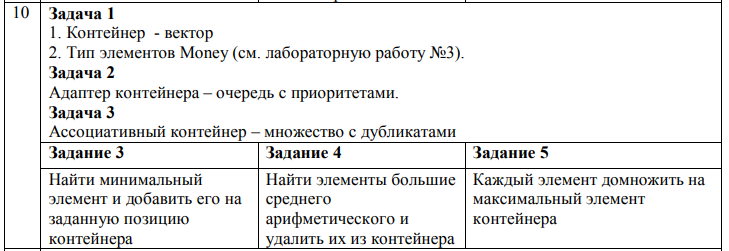 10
Задача 1
1. Контейнер - вектор
2. Тип элементов Money (см. лабораторную работу №3).
Задача 2
Адаптер контейнера – очередь с приоритетами.
Задача 3
Ассоциативный контейнер – множество с дубликатами
Задание 3
Задание 4
Задание 5
Найти минимальный
элемент и добавить его на
заданную позицию
контейнера
Найти элементы большие
среднего
арифметического и
удалить их из контейнера
Каждый элемент домножить на
максимальный элемент
контейнера